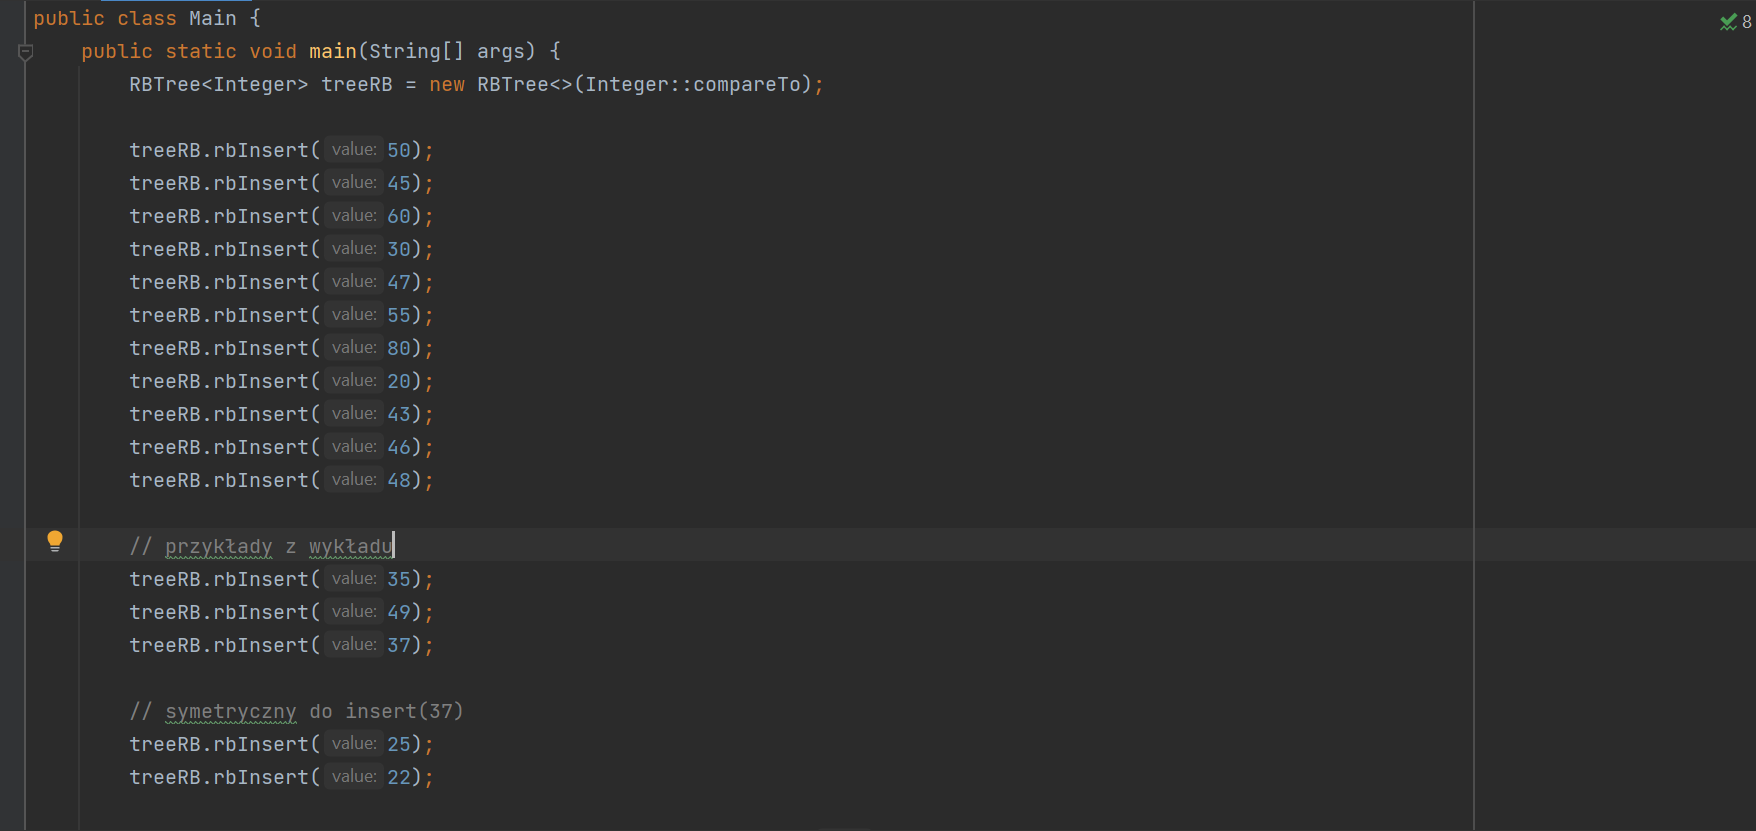 public class Main {
public static void main(String[] args) {
RBTree<Integer> treeRB = new RBTree<>(Integer::compareTo);
treeRB.rbInsert( value: 50);
treeRB.rbInsert( value: 45);
treeRB.rbInsert( value: 60);
treeRB.rbInsert( value: 30);
treeRB.rbInsert( value: 47);
treeRB.rbInsert( value: 55);
treeRB.rbInsert( value: 80);
treeRB.rbInsert( value: 20);
treeRB.rbInsert( value: 43);
treeRB.rbInsert( value: 46);
treeRB.rbInsert( value: 48);
// przykłady z wykładu
treeRB.rbInsert( value: 35);
treeRB.rbInsert( value: 49);
treeRB.rbInsert( value: 37);
// symetryczny do insert(37)
treeRB.rbInsert( value: 25);
treeRB.rbInsert( value: 22);
8